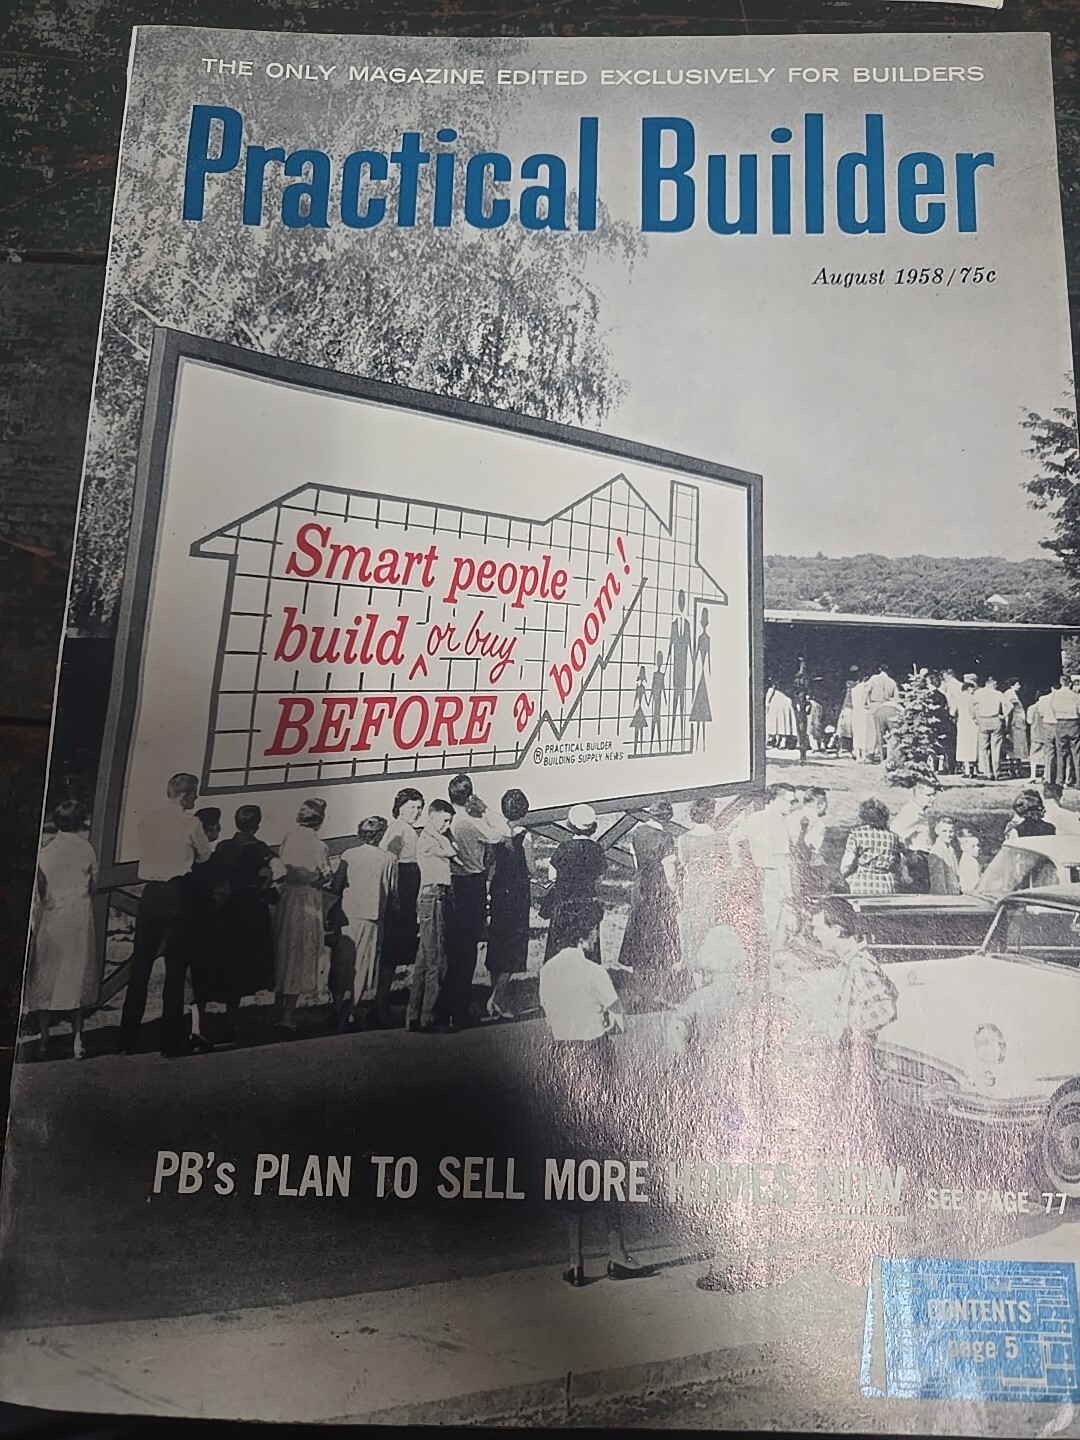 THE ONLY MAGAZINE EDITED EXCLUSIVELY FOR BUILDERS
Practical Builder
August 1958/75c
Smart people
build or buy
BEFORE a boom!
® PRACTICAL BUILDER
BUILDING SUPPLY NEWS
PB's PLAN TO SELL MORE HOMES NOW SEE PAGE 77
CONTENTS
page 5